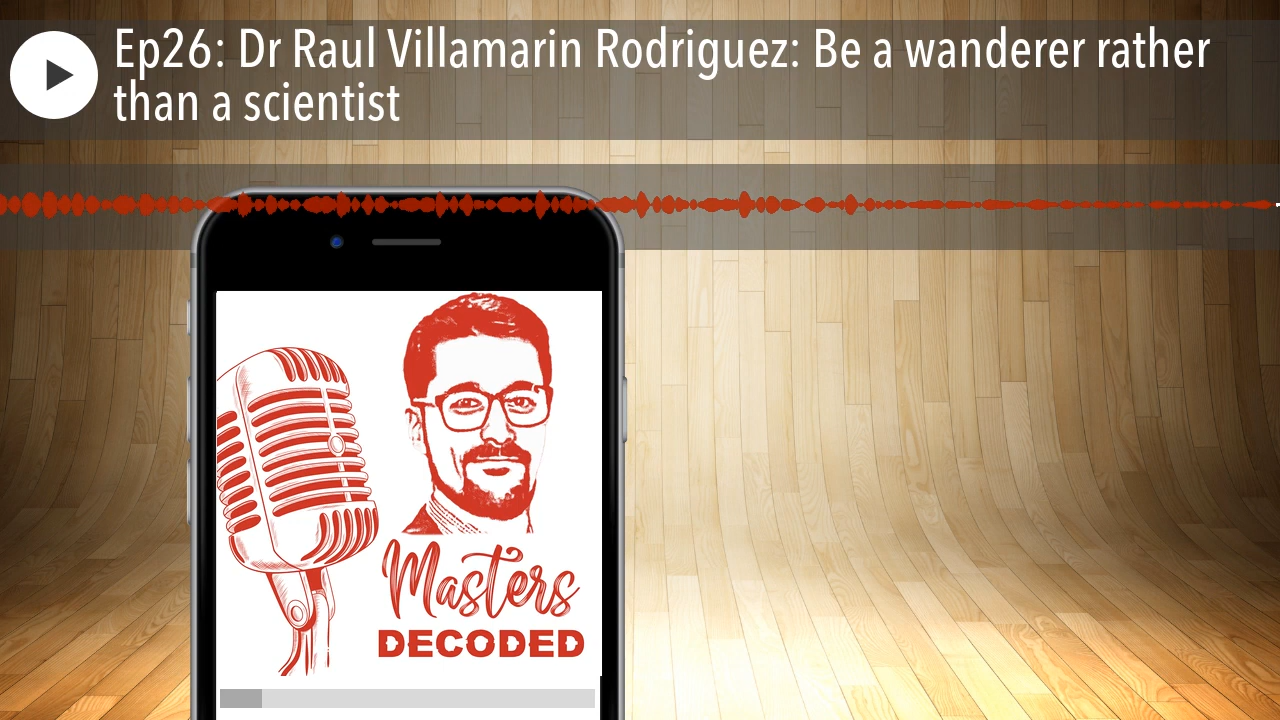 Ep26: Dr Raul Villamarin Rodriguez: Be a wanderer rather
than a scientist
Masters
DECODED